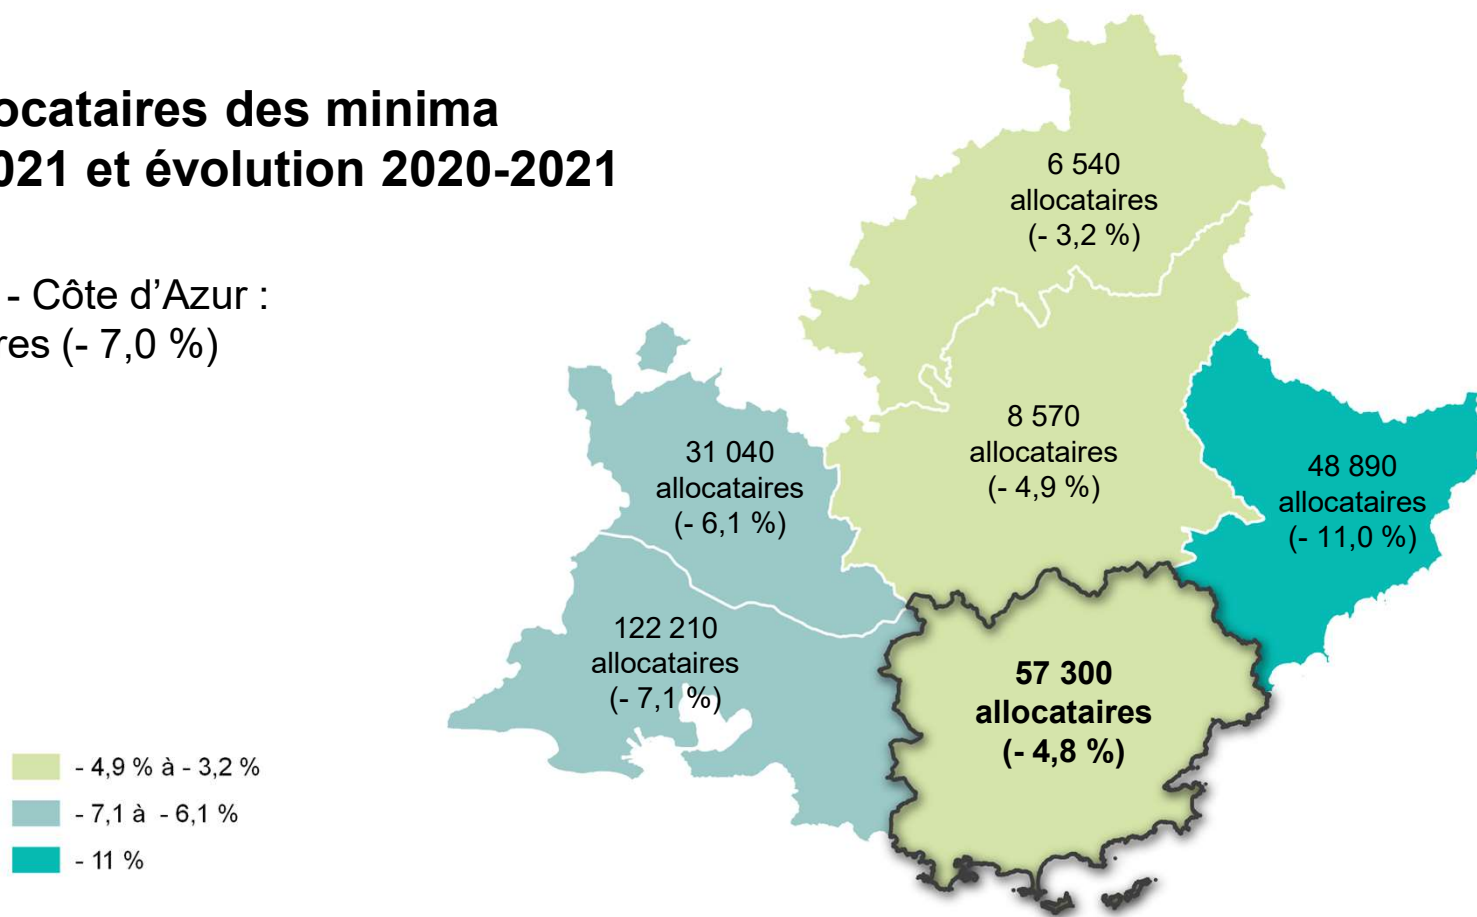 ocataires des minima
021 et évolution 2020-2021
- Côte d’Azur :
res (- 7,0 %)
6 540
allocataires
(- 3,2 %)
8 570
allocataires
(- 4,9 %)
31 040
allocataires
(- 6,1 %)
48 890
allocataires
(- 11,0 %)
122 210
allocataires
(- 7,1 %)
57 300
allocataires
(- 4,8 %)
- 4,9 % à - 3,2 %
- 7,1 à - 6,1 %
- 11 %